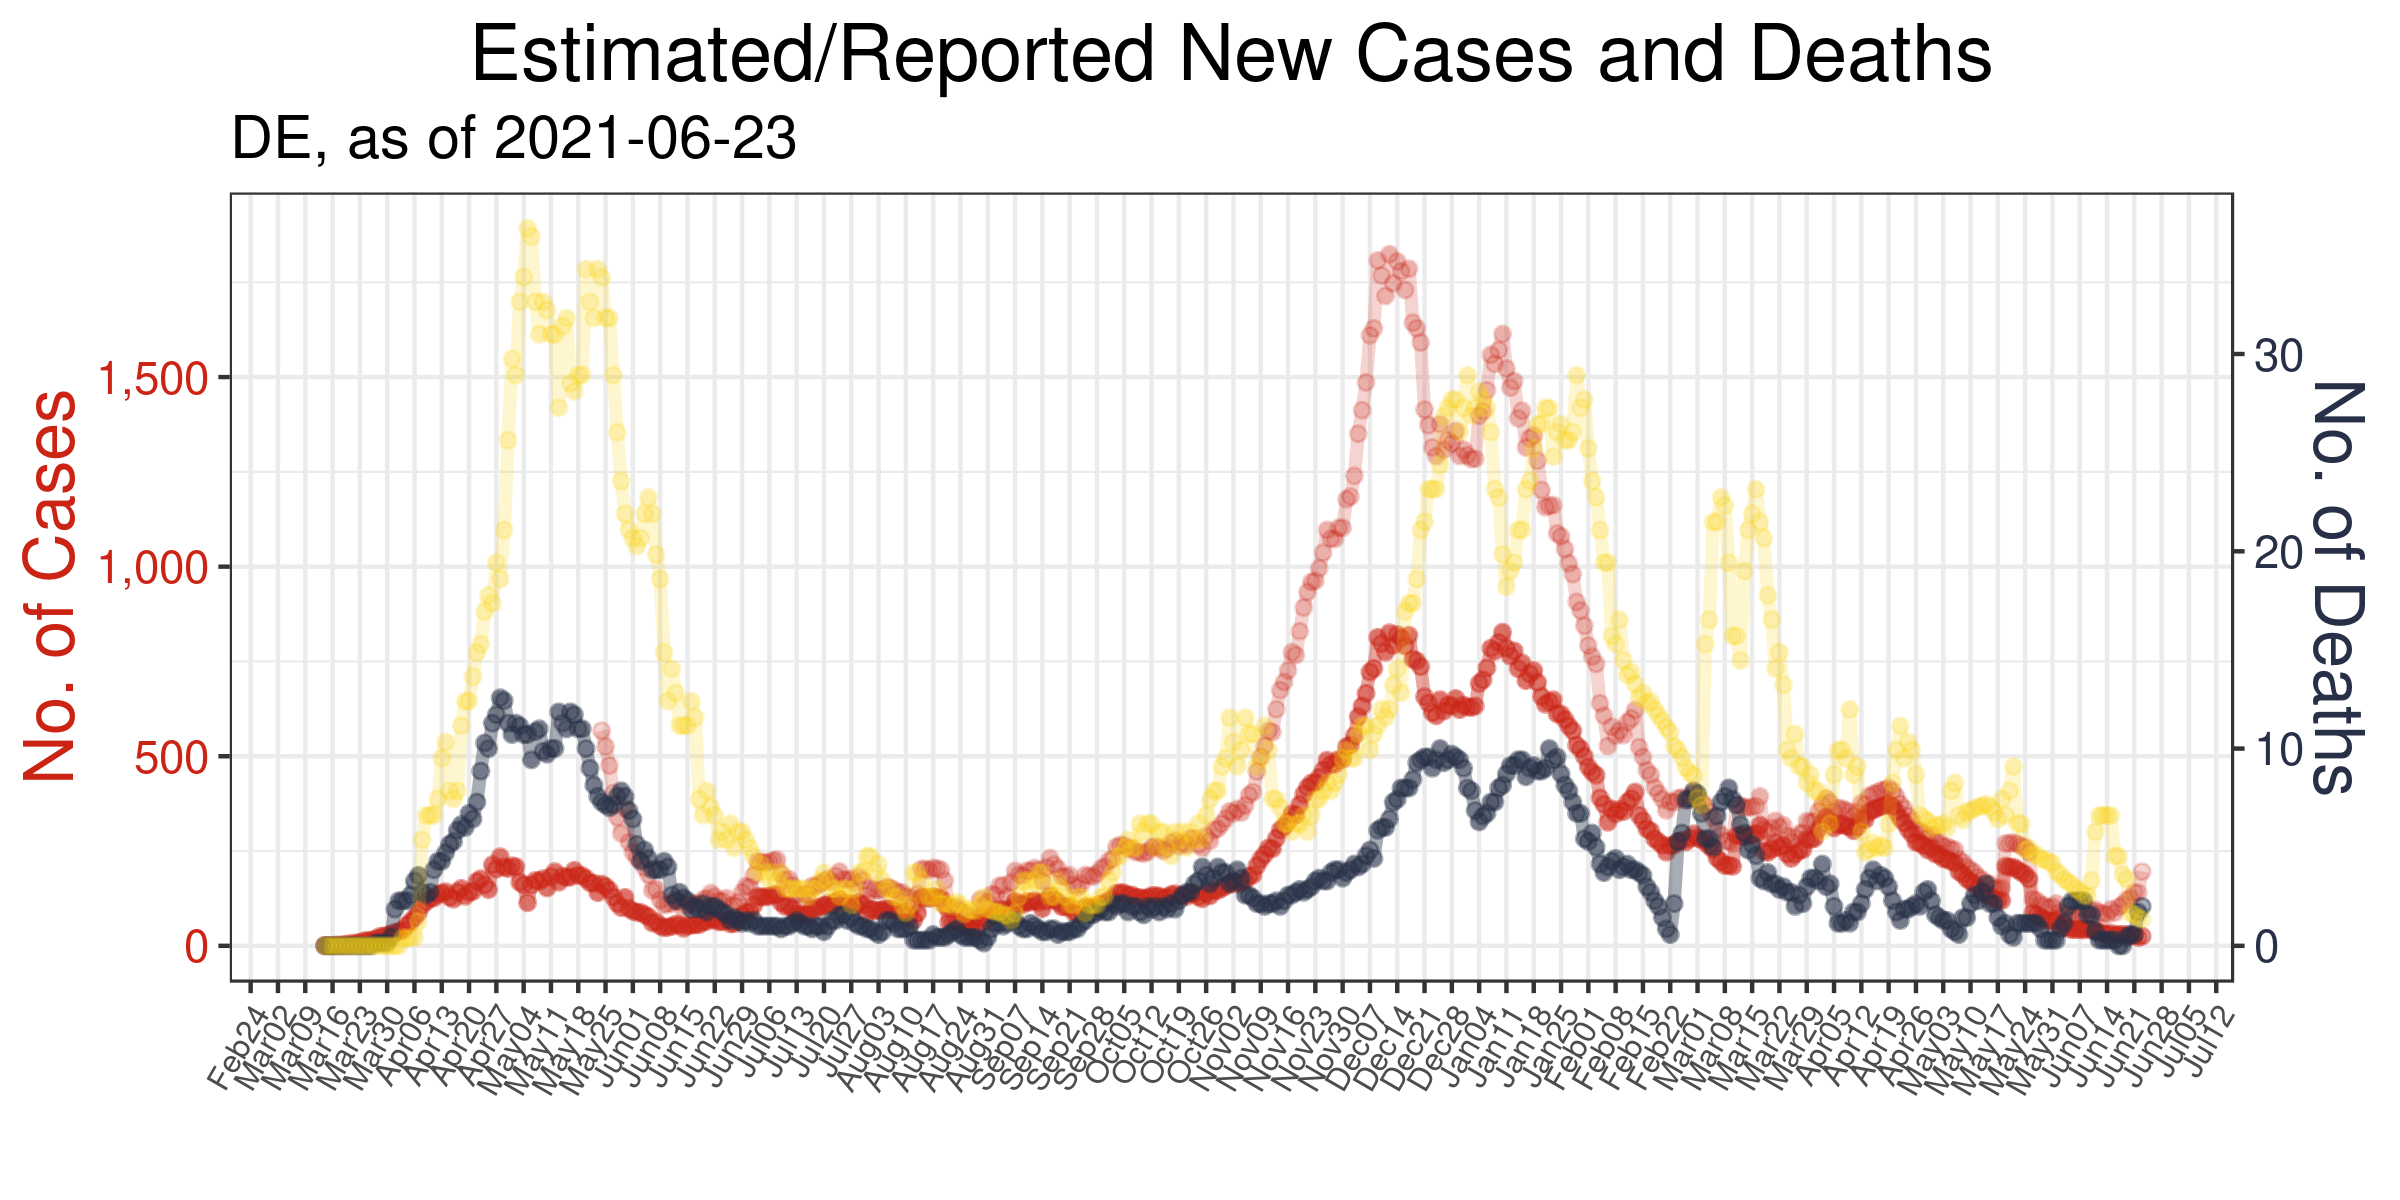 Estimated/Reported New Cases and Deaths
DE, as of 2021-06-23
No. of Cases
1,500
1,000
500
0
30
20
10
0
No. of Deaths
Feb24
Mar02
Mar09
Mar16
Mar23
Mar30
Apr06
Apr13
Apr20
Apr27
May04
May11
May18
May25
Jun01
Jun08
Jun15
Jun22
Jun29
Jul06
Jul13
Jul20
Jul27
Aug03
Aug10
Aug17
Aug24
Aug31
Sep07
Sep14
Sep21
Sep28
Oct05
Oct12
Oct19
Oct26
Nov02
Nov09
Nov16
Nov23
Nov30
Dec07
Dec14
Dec21
Dec28
Jan04
Jan11
Jan18
Jan25
Feb01
Feb08
Feb15
Feb22
Mar01
Mar08
Mar15
Mar22
Mar29
Apr05
Apr12
Apr19
Apr26
May03
May10
May17
May24
May31
Jun07
Jun14
Jun21
Jun28
Jul05
Jul12